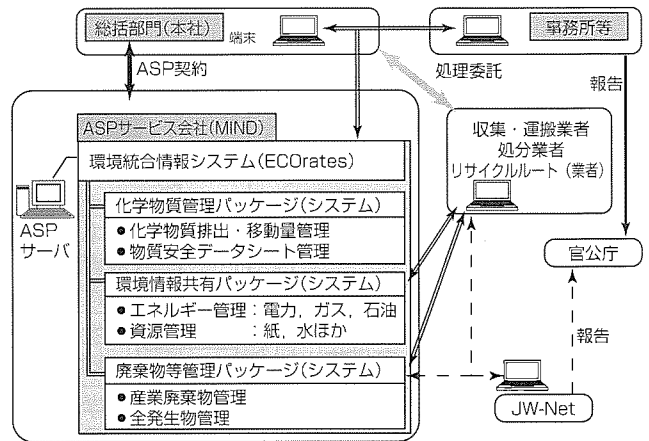 総括部門(本社)
端末
事務所等
ASP契約
処理委託
報告
ASPサービス会社(MIND)
環境統合情報システム(ECOrates)
収集・運搬業者
処分業者
リサイクルルート(業者)
ASP
サーバ
化学物質管理パッケージ(システム)
●化学物質排出・移動量管理
●物質安全データシート管理
官公庁
環境情報共有パッケージ(システム)
●エネルギー管理：電力，ガス，石油
●資源管理　　　：紙，水ほか
報告
廃棄物等管理パッケージ(システム)
●産業廃棄物管理
●全発生物管理
JW-Net